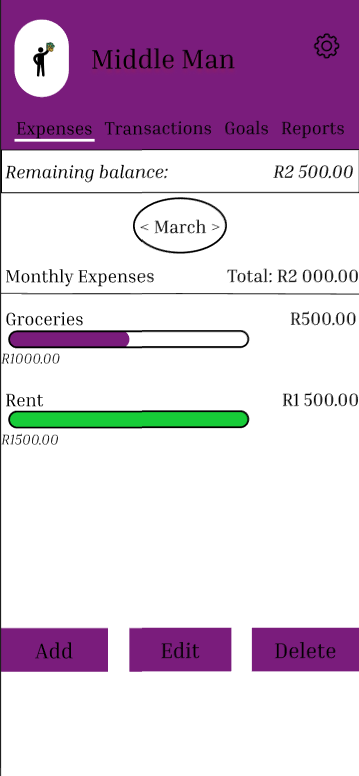 Middle Man
Expenses Transactions Goals Reports
Remaining balance: R2 500.00
< March >
Monthly Expenses Total: R2 000.00
Groceries R500.00
R1000.00
Rent R1 500.00
R1500.00
Add Edit Delete